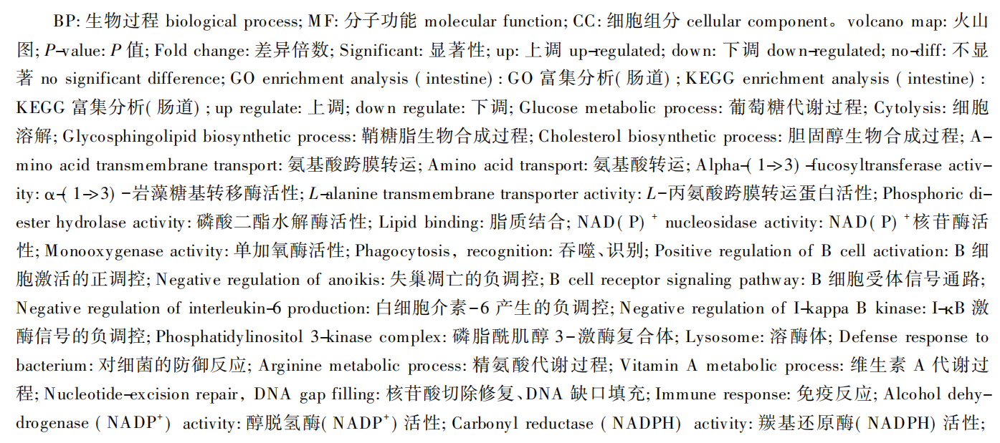 BP: 生物过程 biological process; MF: 分子功能 molecular function; CC: 细胞组分 cellular component。volcano map: 火山
图; P-value: P 值; Fold change: 差异倍数; Significant: 显著性; up: 上调 up-regulated; down: 下调 down-regulated; no-diff: 不显
著 no significant difference; GO enrichment analysis ( intestine) : GO 富集分析( 肠道) ; KEGG enrichment analysis ( intestine) :
KEGG 富集分析( 肠道) ; up regulate: 上调; down regulate: 下调; Glucose metabolic process: 葡萄糖代谢过程; Cytolysis: 细胞
溶解; Glycosphingolipid biosynthetic process: 鞘糖脂生物合成过程; Cholesterol biosynthetic process: 胆固醇生物合成过程; A-
mino acid transmembrane transport: 氨基酸跨膜转运; Amino acid transport: 氨基酸转运; Alpha-( 1->3) -fucosyltransferase activ-
ity: α-( 1->3) -岩藻糖基转移酶活性; L-alanine transmembrane transporter activity: L-丙氨酸跨膜转运蛋白活性; Phosphoric di-
ester hydrolase activity: 磷酸二酯水解酶活性; Lipid binding: 脂质结合; NAD( P) ⁺ nucleosidase activity: NAD( P) ⁺核苷酶活
性; Monooxygenase activity: 单加氧酶活性; Phagocytosis, recognition: 吞噬、识别; Positive regulation of B cell activation: B 细
胞激活的正调控; Negative regulation of anoikis: 失巢凋亡的负调控; B cell receptor signaling pathway: B 细胞受体信号通路;
Negative regulation of interleukin-6 production: 白细胞介素-6 产生的负调控; Negative regulation of I-kappa B kinase: I-κB 激
酶信号的负调控; Phosphatidylinositol 3-kinase complex: 磷脂酰肌醇 3-激酶复合体; Lysosome: 溶酶体; Defense response to
bacterium: 对细菌的防御反应; Arginine metabolic process: 精氨酸代谢过程; Vitamin A metabolic process: 维生素 A 代谢过
程; Nucleotide-excision repair, DNA gap filling: 核苷酸切除修复、DNA 缺口填充; Immune response: 免疫反应; Alcohol dehy-
drogenase ( NADP⁺) activity: 醇脱氢酶( NADP⁺) 活性; Carbonyl reductase ( NADPH) activity: 羰基还原酶( NADPH) 活性;